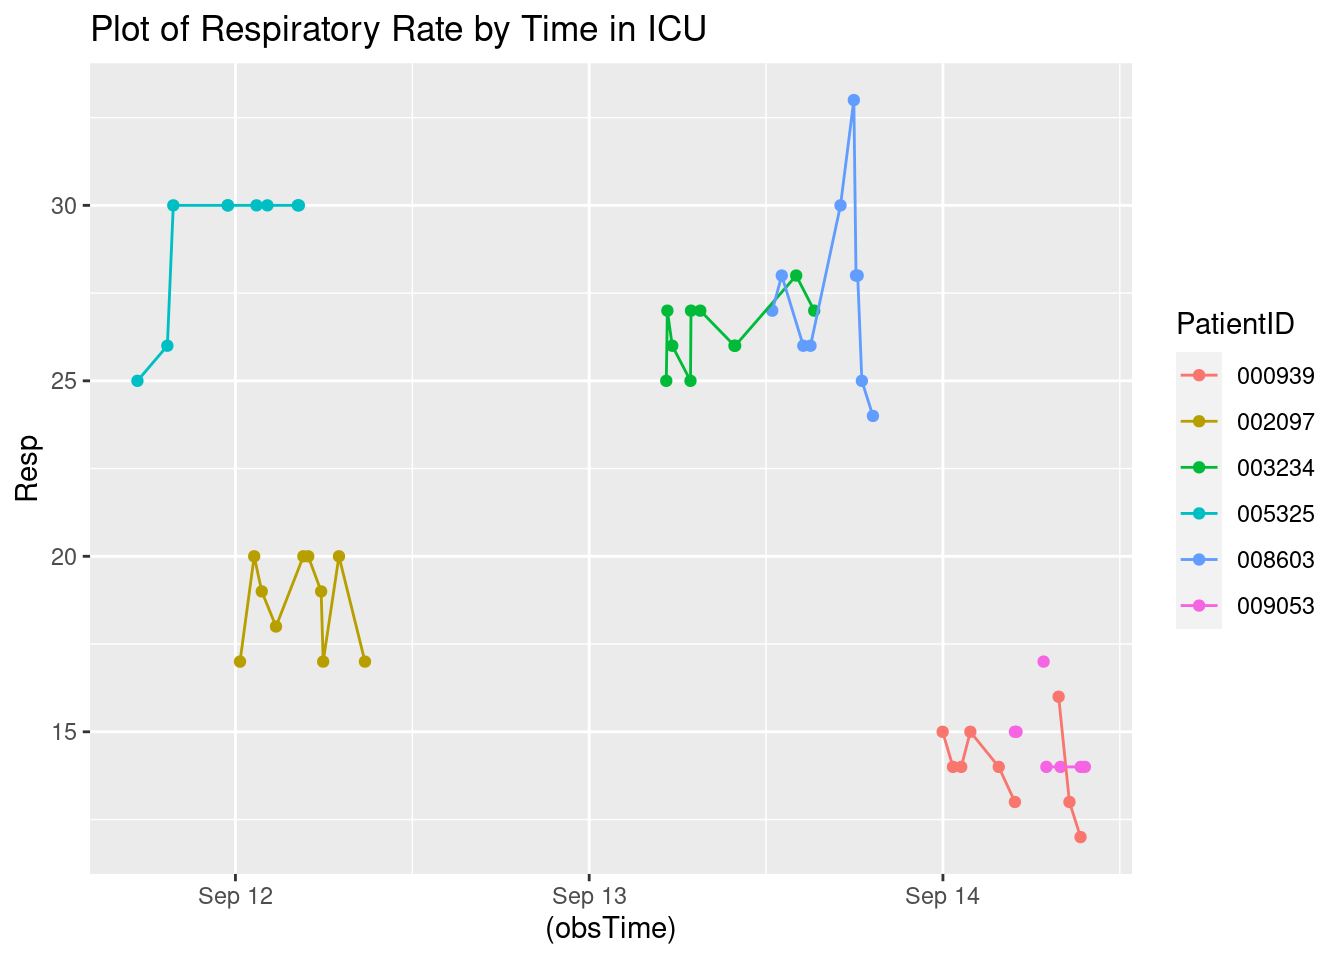 Plot of Respiratory Rate by Time in ICU
Resp
30
25
20
15
Sep 12
Sep 13
Sep 14
(obsTime)
PatientID
000939
002097
003234
005325
008603
009053